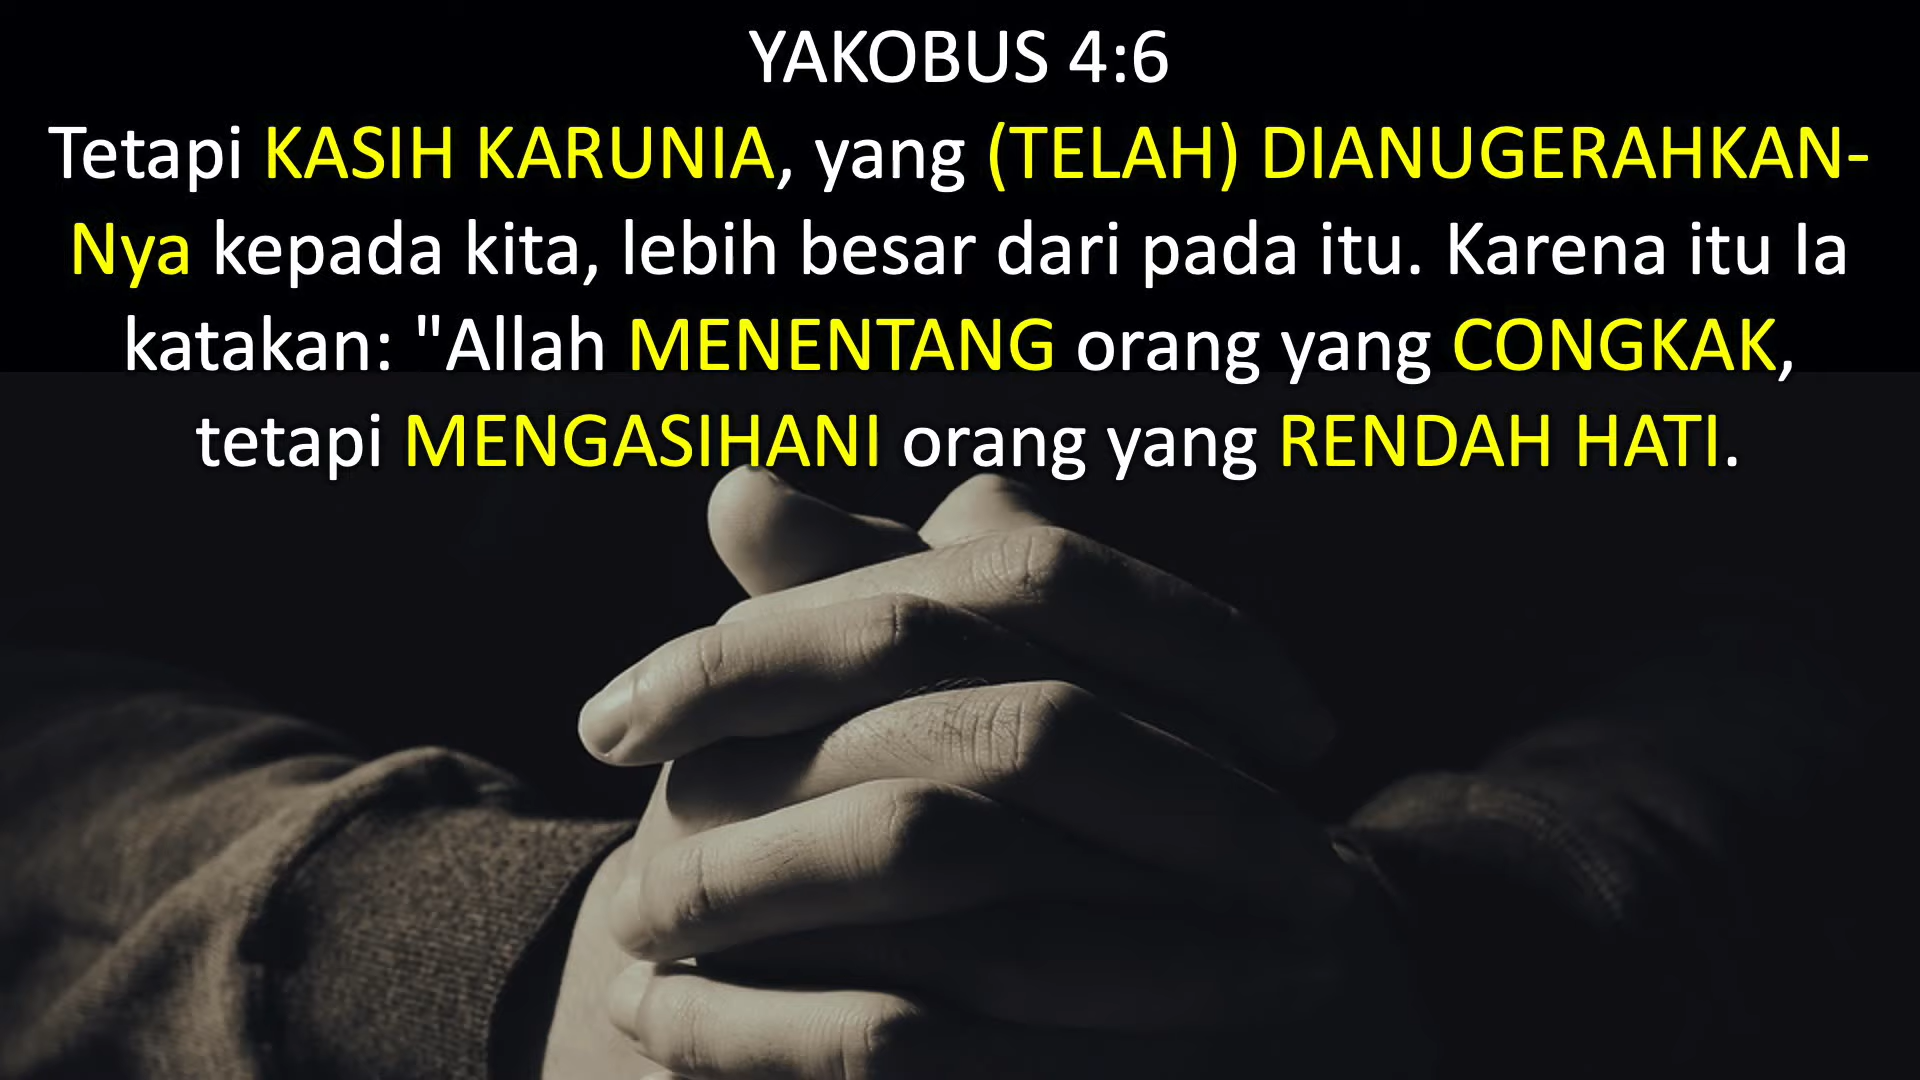 YAKOBUS 4:6
Tetapi KASIH KARUNIA, yang (TELAH) DIANUGERAHKAN-
Nya kepada kita, lebih besar dari pada itu. Karena itu Ia
katakan: "Allah MENENTANG orang yang CONGKAK,
tetapi MENGASIHANI orang yang RENDAH HATI.